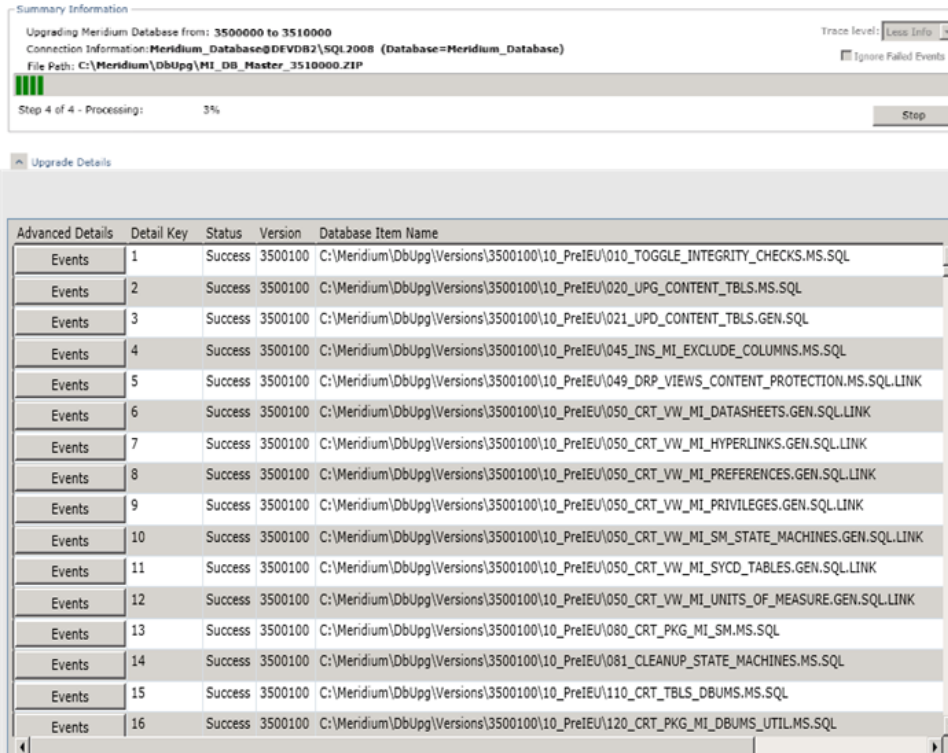 Summary Information
Upgrading Meridium Database from: 3500000 to 3510000
Trace level: Less Info
Connection Information: Meridium_Database@DEVDB2\SQL2008 (Database=Meridium_Database)
Ignore Failed Events
File Path: C:\Meridium\DbUpg\MI_DB_Master_3510000.ZIP
Step 4 of 4 - Processing: 3%
Stop
Upgrade Details
Advanced Details Detail Key Status Version Database Item Name
Events 1 Success 3500100 C:\Meridium\DbUpg\Versions\3500100\10_PreIEU\010_TOGGLE_INTEGRITY_CHECKS.MS.SQL
Events 2 Success 3500100 C:\Meridium\DbUpg\Versions\3500100\10_PreIEU\020_UPG_CONTENT_TBLS.MS.SQL
Events 3 Success 3500100 C:\Meridium\DbUpg\Versions\3500100\10_PreIEU\021_UPD_CONTENT_TBLS.GEN.SQL
Events 4 Success 3500100 C:\Meridium\DbUpg\Versions\3500100\10_PreIEU\045_INS_MI_EXCLUDE_COLUMNS.MS.SQL
Events 5 Success 3500100 C:\Meridium\DbUpg\Versions\3500100\10_PreIEU\049_DRP_VIEWS_CONTENT_PROTECTION.MS.SQL.LINK
Events 6 Success 3500100 C:\Meridium\DbUpg\Versions\3500100\10_PreIEU\050_CRT_VW_MI_DATASHEETS.GEN.SQL.LINK
Events 7 Success 3500100 C:\Meridium\DbUpg\Versions\3500100\10_PreIEU\050_CRT_VW_MI_HYPERLINKS.GEN.SQL.LINK
Events 8 Success 3500100 C:\Meridium\DbUpg\Versions\3500100\10_PreIEU\050_CRT_VW_MI_PREFERENCES.GEN.SQL.LINK
Events 9 Success 3500100 C:\Meridium\DbUpg\Versions\3500100\10_PreIEU\050_CRT_VW_MI_PRIVILEGES.GEN.SQL.LINK
Events 10 Success 3500100 C:\Meridium\DbUpg\Versions\3500100\10_PreIEU\050_CRT_VW_MI_SM_STATE_MACHINES.GEN.SQL.LINK
Events 11 Success 3500100 C:\Meridium\DbUpg\Versions\3500100\10_PreIEU\050_CRT_VW_MI_SYCD_TABLES.GEN.SQL.LINK
Events 12 Success 3500100 C:\Meridium\DbUpg\Versions\3500100\10_PreIEU\050_CRT_VW_MI_UNITS_OF_MEASURE.GEN.SQL.LINK
Events 13 Success 3500100 C:\Meridium\DbUpg\Versions\3500100\10_PreIEU\080_CRT_PKG_MI_SM.MS.SQL
Events 14 Success 3500100 C:\Meridium\DbUpg\Versions\3500100\10_PreIEU\081_CLEANUP_STATE_MACHINES.MS.SQL
Events 15 Success 3500100 C:\Meridium\DbUpg\Versions\3500100\10_PreIEU\110_CRT_TBLS_DBUMS.MS.SQL
Events 16 Success 3500100 C:\Meridium\DbUpg\Versions\3500100\10_PreIEU\120_CRT_PKG_MI_DBUMS_UTIL.MS.SQL